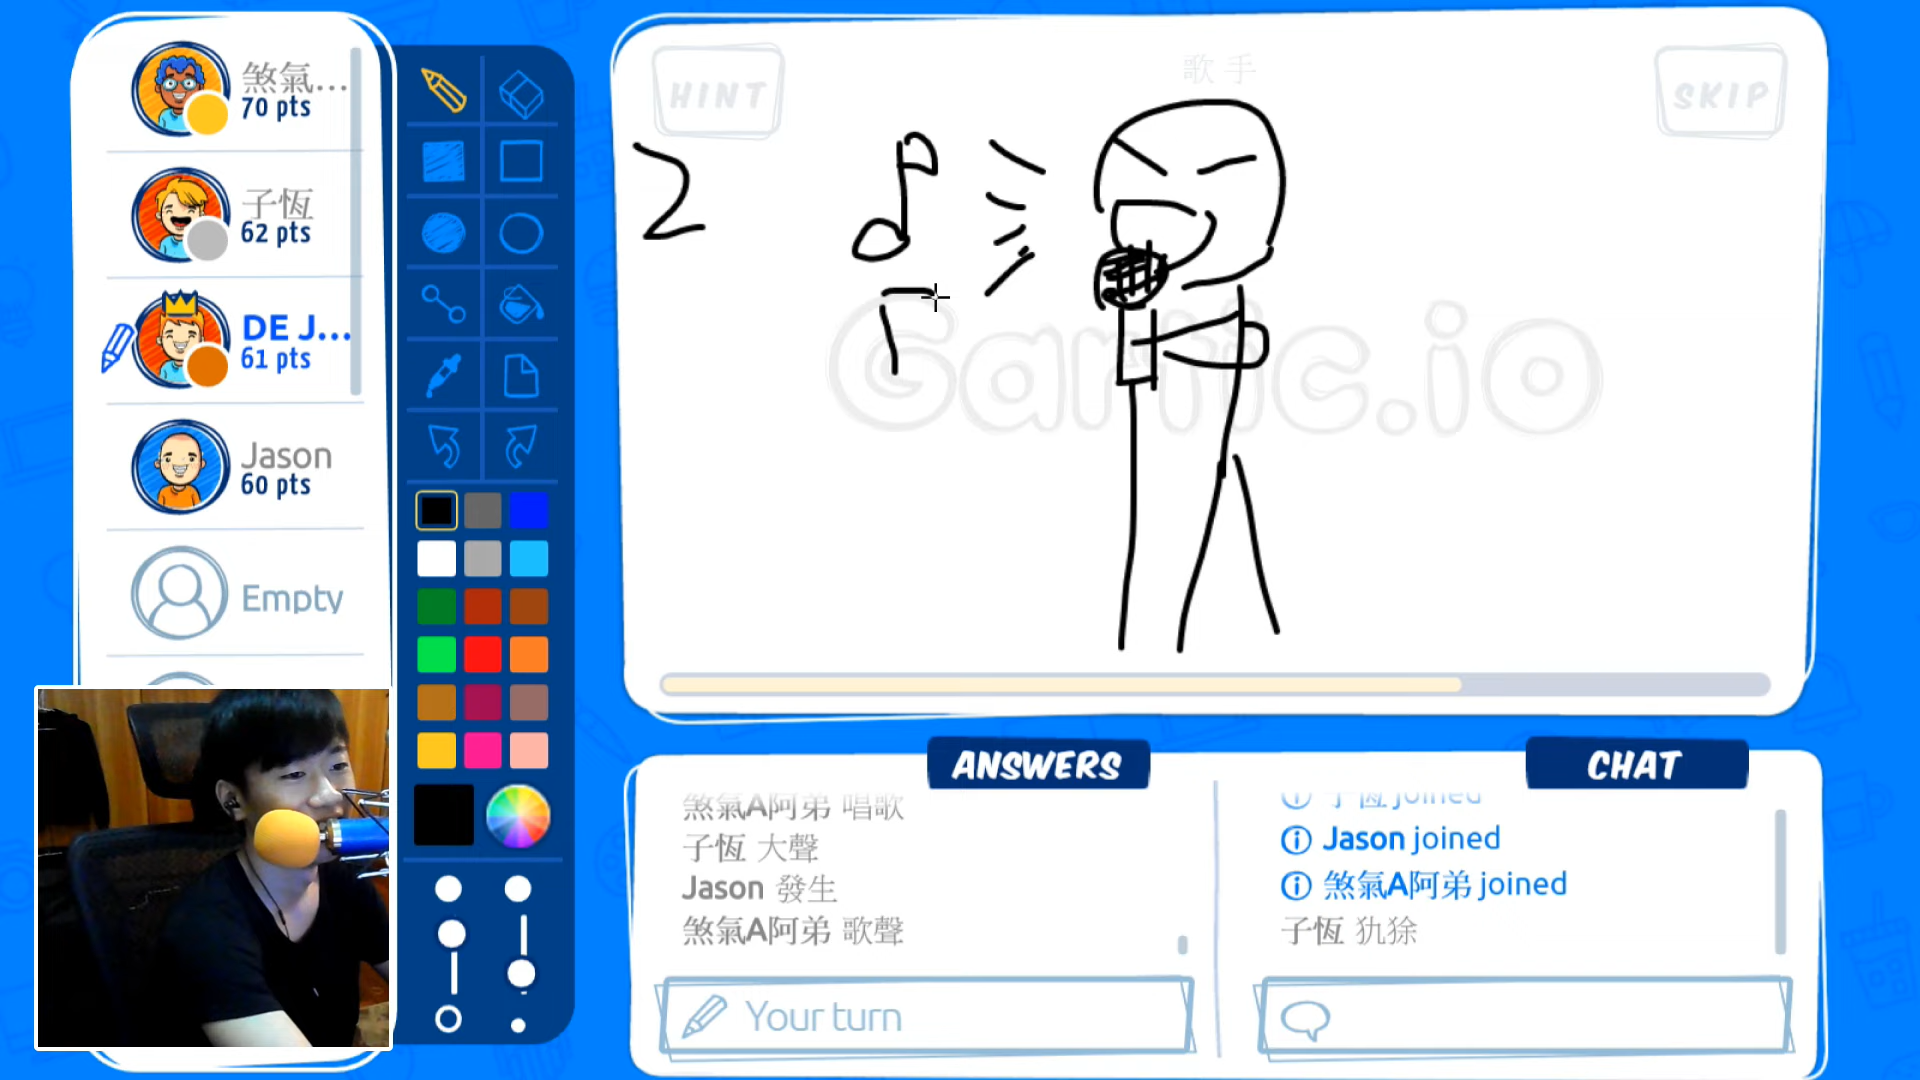 煞氣...
70 pts
子恆
62 pts
DE J...
61 pts
Jason
60 pts
Empty
HINT
歌手
SKIP
2
Gartic.io
ANSWERS
煞氣A阿弟 唱歌
子恆 大聲
Jason 發生
煞氣A阿弟 歌聲
Your turn
CHAT
子恆 joined
Jason joined
煞氣A阿弟 joined
子恆 犰狳